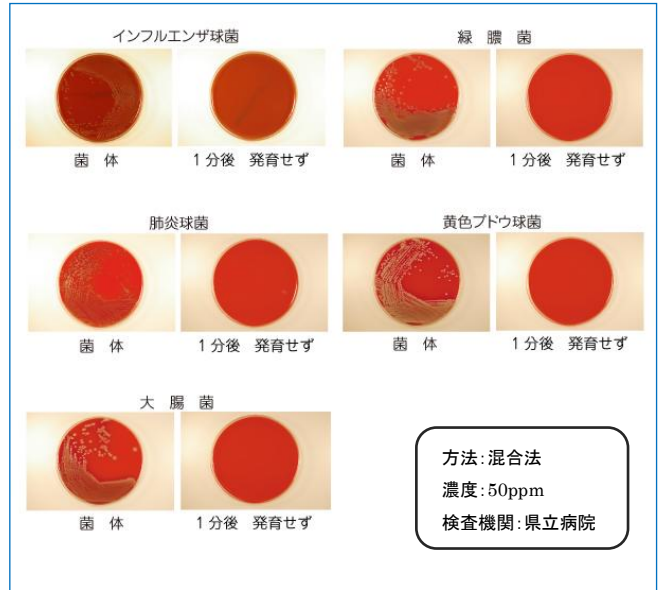 インフルエンザ球菌
緑膿菌
菌体
1分後 発育せず
菌体
1分後 発育せず
肺炎球菌
黄色ブドウ球菌
菌体
1分後 発育せず
菌体
1分後 発育せず
大腸菌
菌体
1分後 発育せず
方法：混合法
濃度：50ppm
検査機関：県立病院